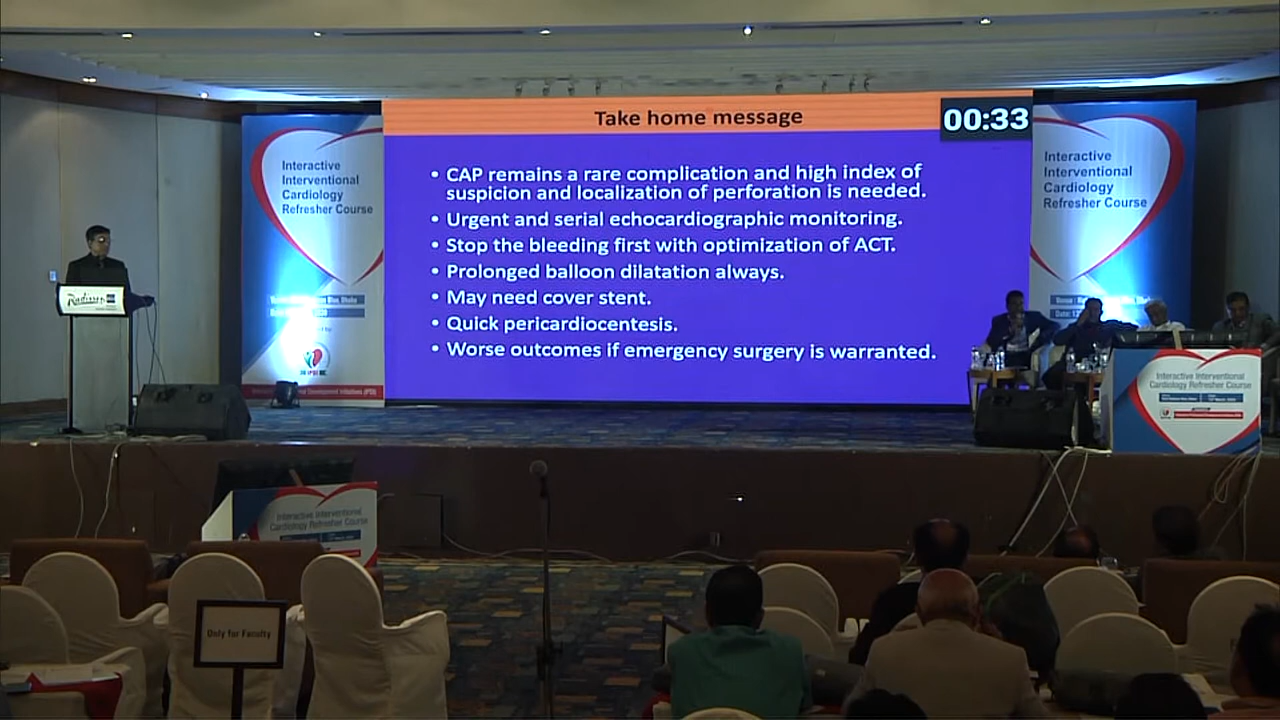 Take home message
00:33
• CAP remains a rare complication and high index of
suspicion and localization of perforation is needed.
• Urgent and serial echocardiographic monitoring.
• Stop the bleeding first with optimization of ACT.
• Prolonged balloon dilatation always.
• May need cover stent.
• Quick pericardiocentesis.
• Worse outcomes if emergency surgery is warranted.
Interactive
Interventional
Cardiology
Refresher Course
Interactive
Interventional
Cardiology
Refresher Course
Radisson
Interactive Interventional
Cardiology Refresher Course
Interactive Interventional
Cardiology Refresher Course
Only for Faculty